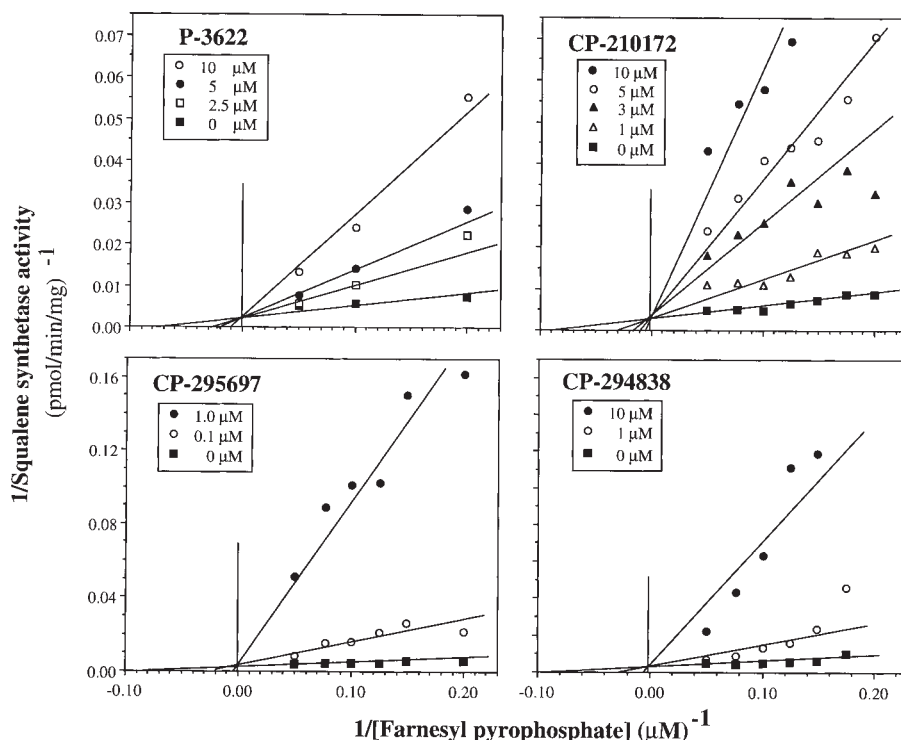 P-3622
○ 10 μM
● 5 μM
□ 2.5 μM
■ 0 μM
0.07
0.06
0.05
0.04
0.03
0.02
0.01
0.00
CP-210172
● 10 μM
○ 5 μM
▲ 3 μM
△ 1 μM
■ 0 μM
CP-295697
● 1.0 μM
○ 0.1 μM
■ 0 μM
0.16
0.12
0.08
0.04
0.00
-0.10
0.00
0.10
0.20
CP-294838
● 10 μM
○ 1 μM
■ 0 μM
-0.10
0.00
0.10
0.20
1/Squalene synthetase activity
(pmol/min/mg) -1
1/[Farnesyl pyrophosphate] (μM)-1